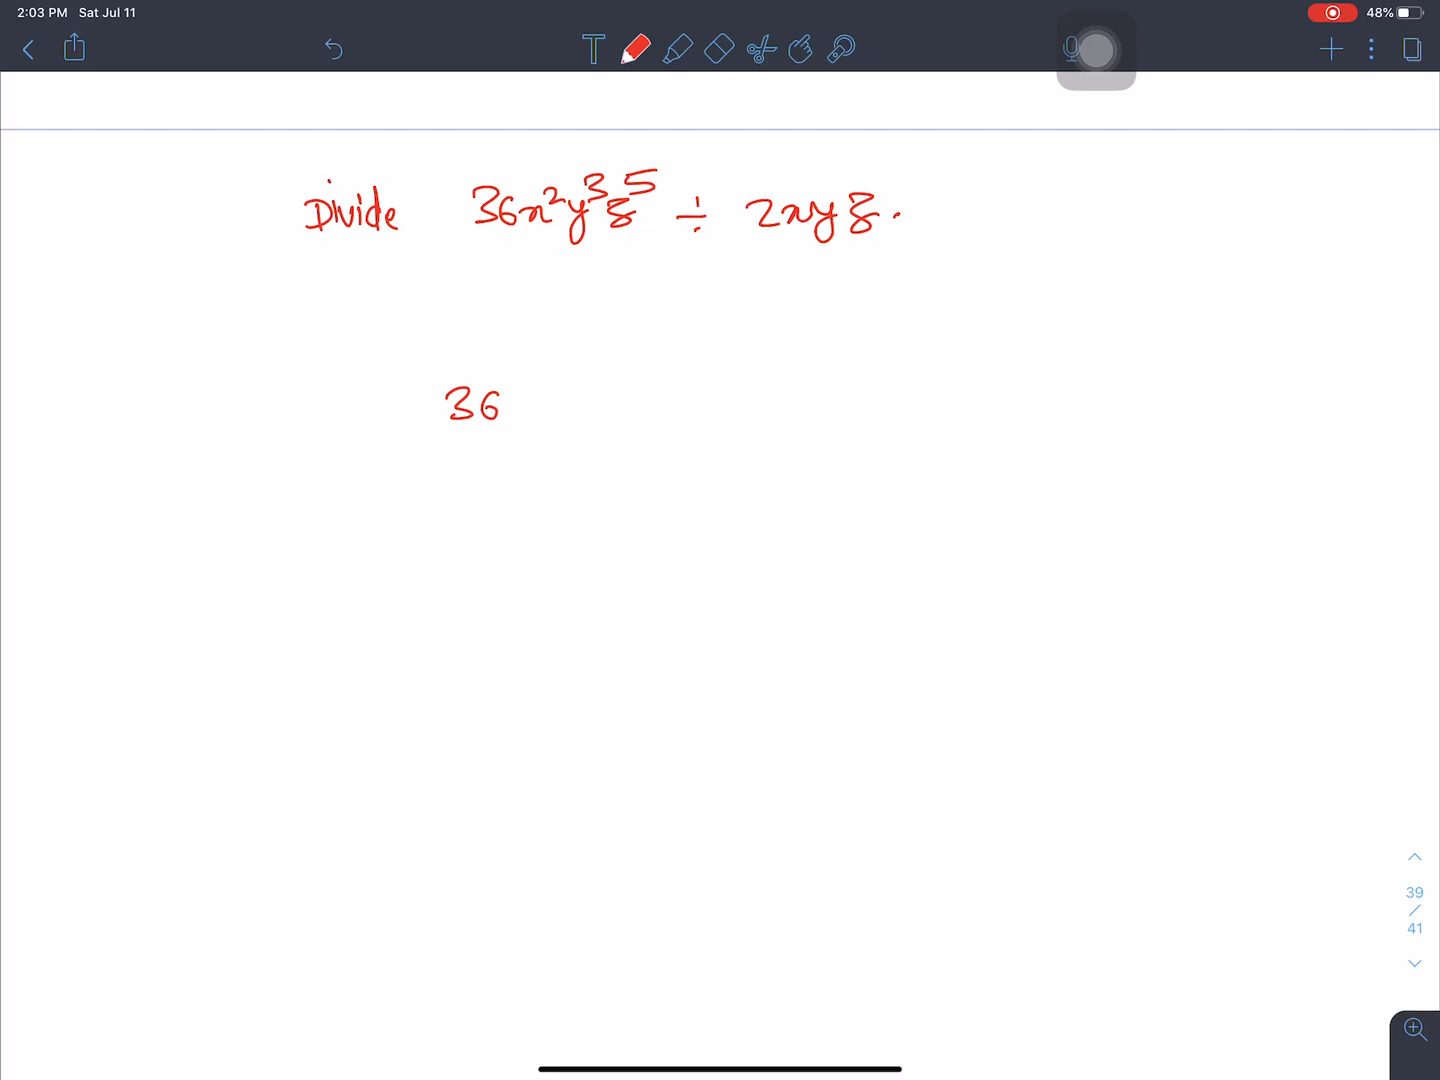 2:03 PM Sat Jul 11
48%
T
Divide 36x²y³z⁵ ÷ 2xyz.
36
39
/
41